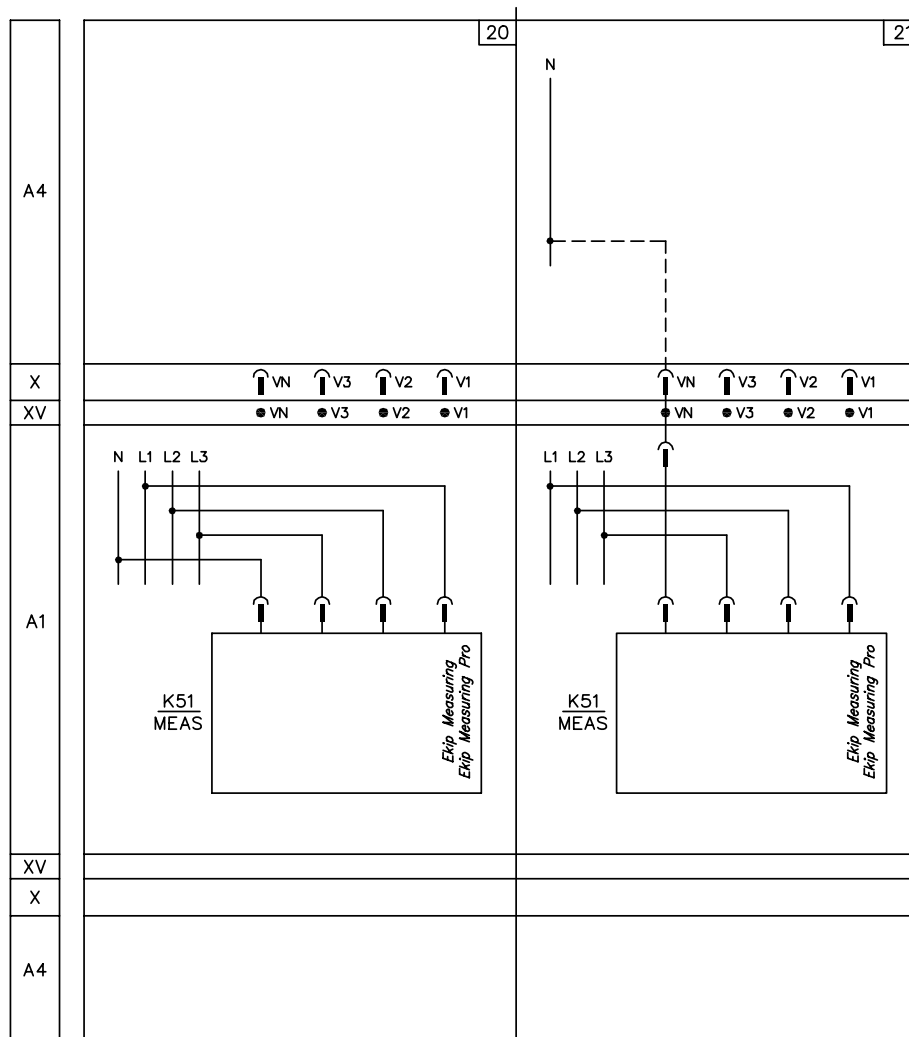 20
21
N
A4
X
VN V3 V2 V1
VN V3 V2 V1
XV
VN V3 V2 V1
VN V3 V2 V1
N L1 L2 L3
L1 L2 L3
A1
K51
MEAS
Ekip Measuring
Ekip Measuring Pro
K51
MEAS
Ekip Measuring
Ekip Measuring Pro
XV
X
A4